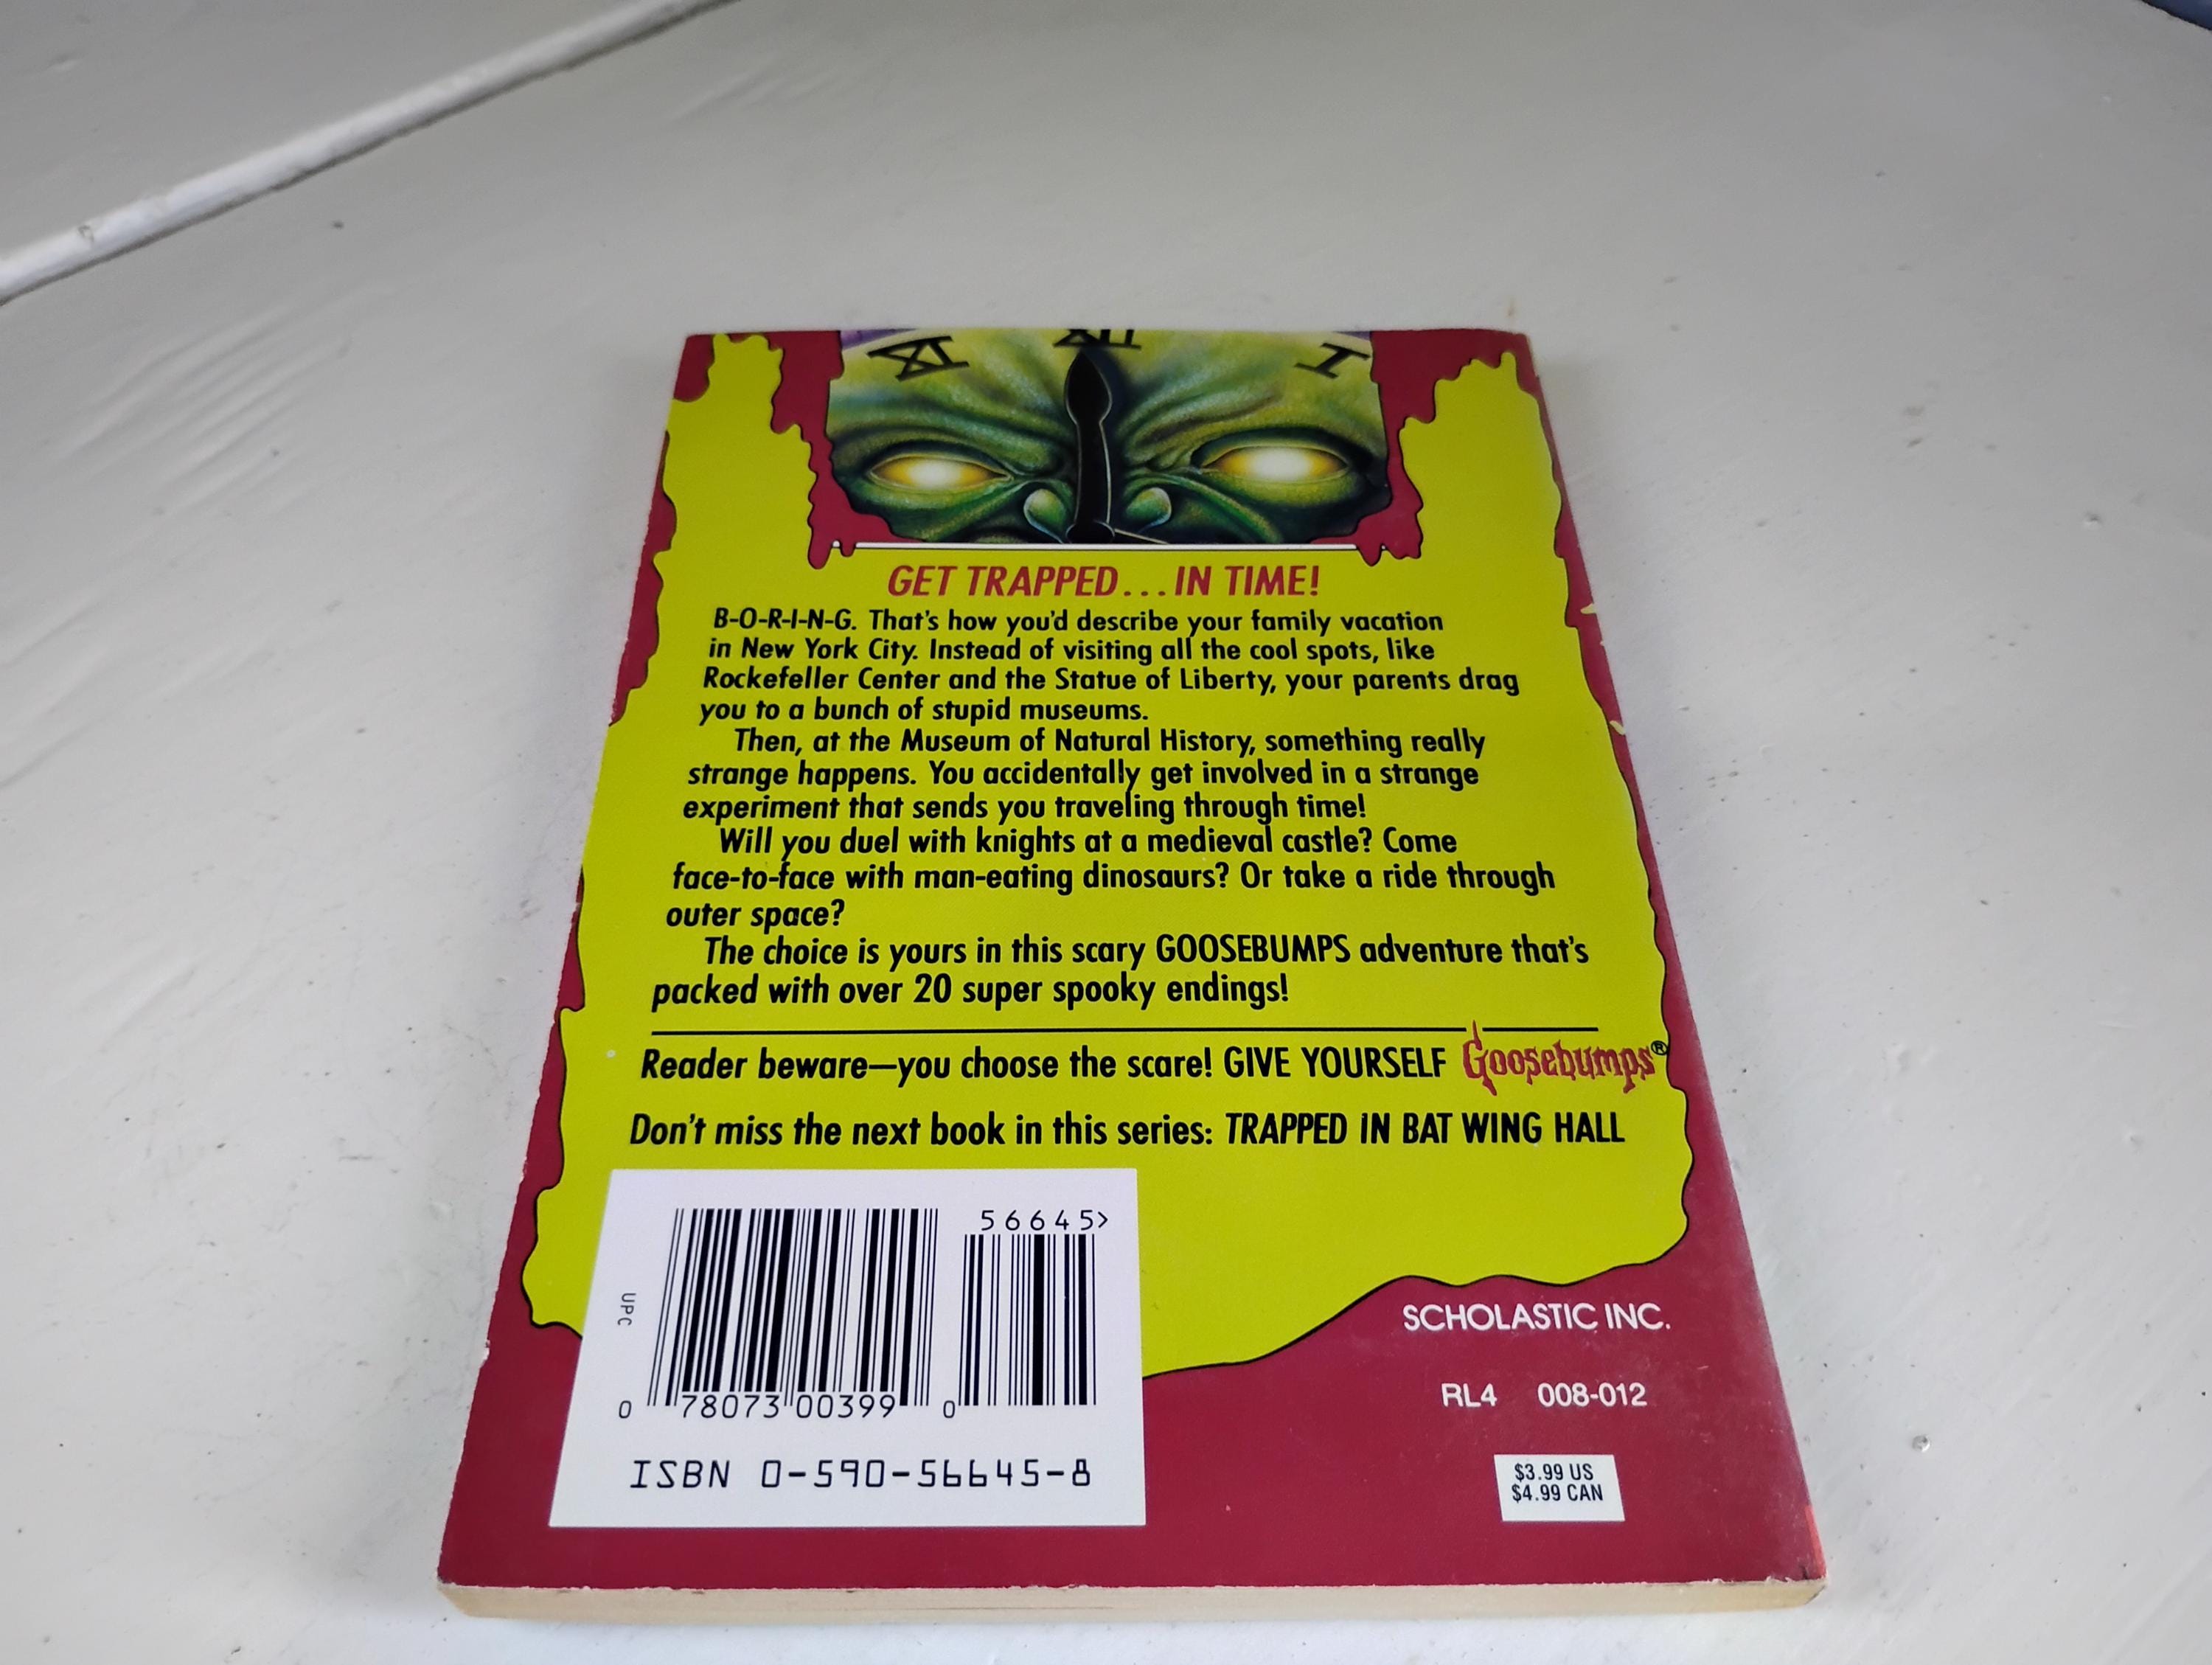 XI XII I
GET TRAPPED...IN TIME!
B-O-R-I-N-G. That's how you'd describe your family vacation
in New York City. Instead of visiting all the cool spots, like
Rockefeller Center and the Statue of Liberty, your parents drag
you to a bunch of stupid museums.
Then, at the Museum of Natural History, something really
strange happens. You accidentally get involved in a strange
experiment that sends you traveling through time!
Will you duel with knights at a medieval castle? Come
face-to-face with man-eating dinosaurs? Or take a ride through
outer space?
The choice is yours in this scary GOOSEBUMPS adventure that's
packed with over 20 super spooky endings!
Reader beware—you choose the scare! GIVE YOURSELF Goosebumps®
Don't miss the next book in this series: TRAPPED IN BAT WING HALL
56645>
UPC
0 78073 00399 0
ISBN 0-590-56645-8
SCHOLASTIC INC.
RL4 008-012
$3.99 US
$4.99 CAN